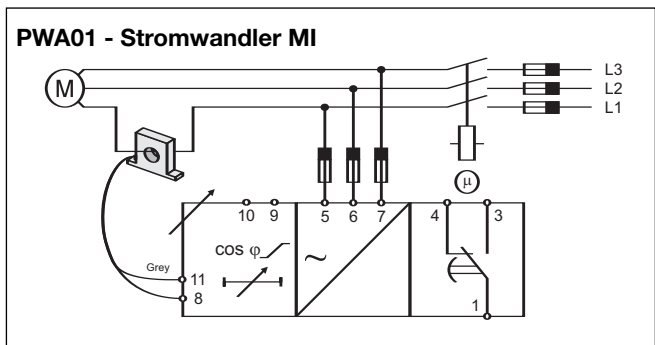 PWA01 - Stromwandler MI
L3
M
L2
L1
μ
10 9 5 6 7 4 3
cos φ
~
Grey
11
8
1